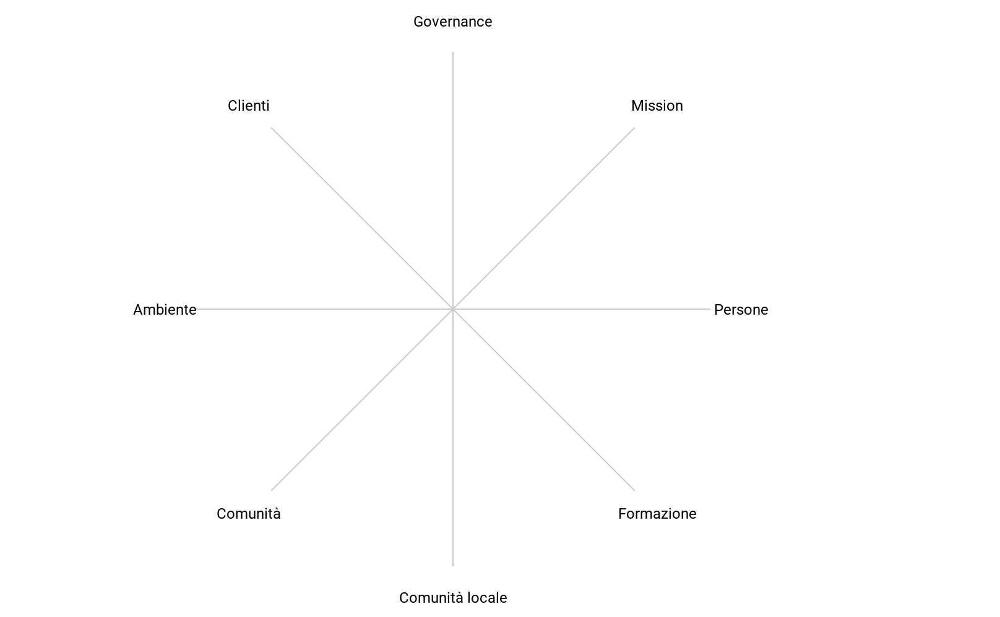 Governance
Clienti
Mission
Ambiente
Persone
Comunità
Formazione
Comunità locale